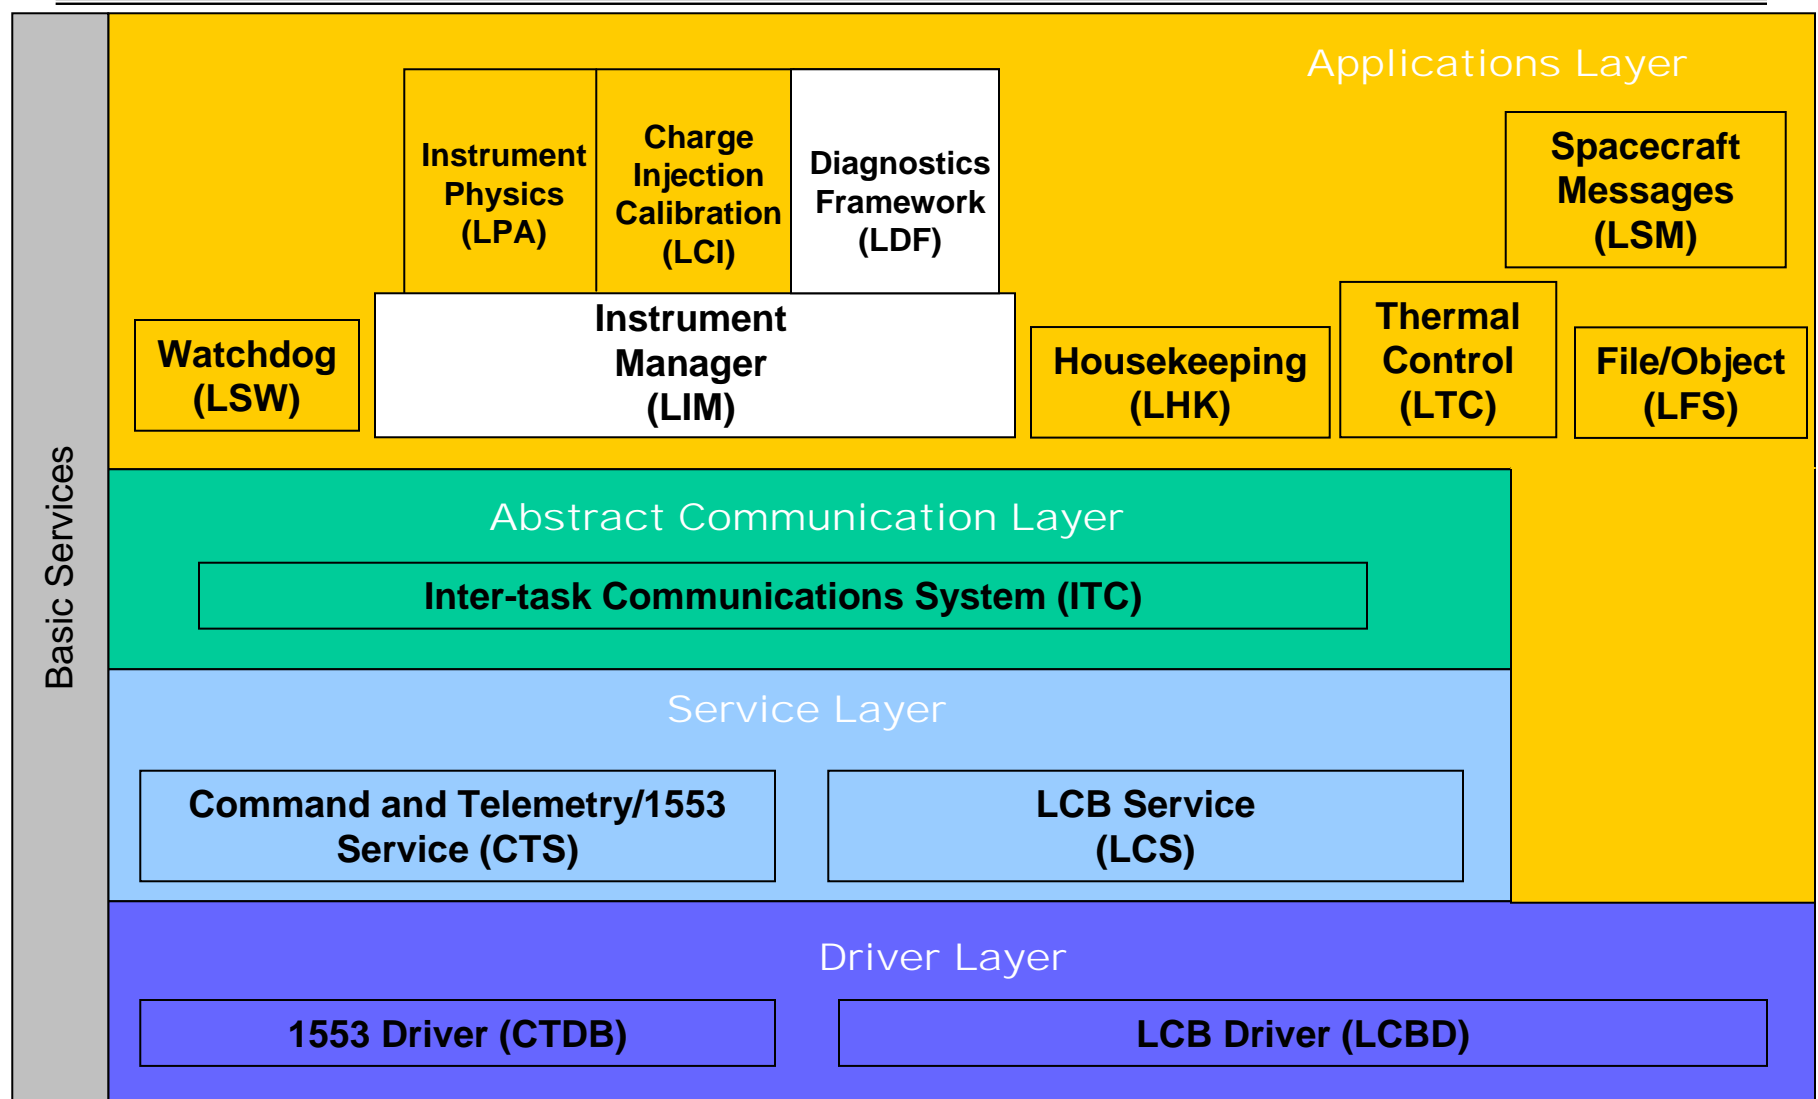 Applications Layer
Instrument
Physics
(LPA)
Charge
Injection
Calibration
(LCI)
Diagnostics
Framework
(LDF)
Spacecraft
Messages
(LSM)
Watchdog
(LSW)
Instrument
Manager
(LIM)
Housekeeping
(LHK)
Thermal
Control
(LTC)
File/Object
(LFS)
Basic Services
Abstract Communication Layer
Inter-task Communications System (ITC)
Service Layer
Command and Telemetry/1553
Service (CTS)
LCB Service
(LCS)
Driver Layer
1553 Driver (CTDB)
LCB Driver (LCBD)